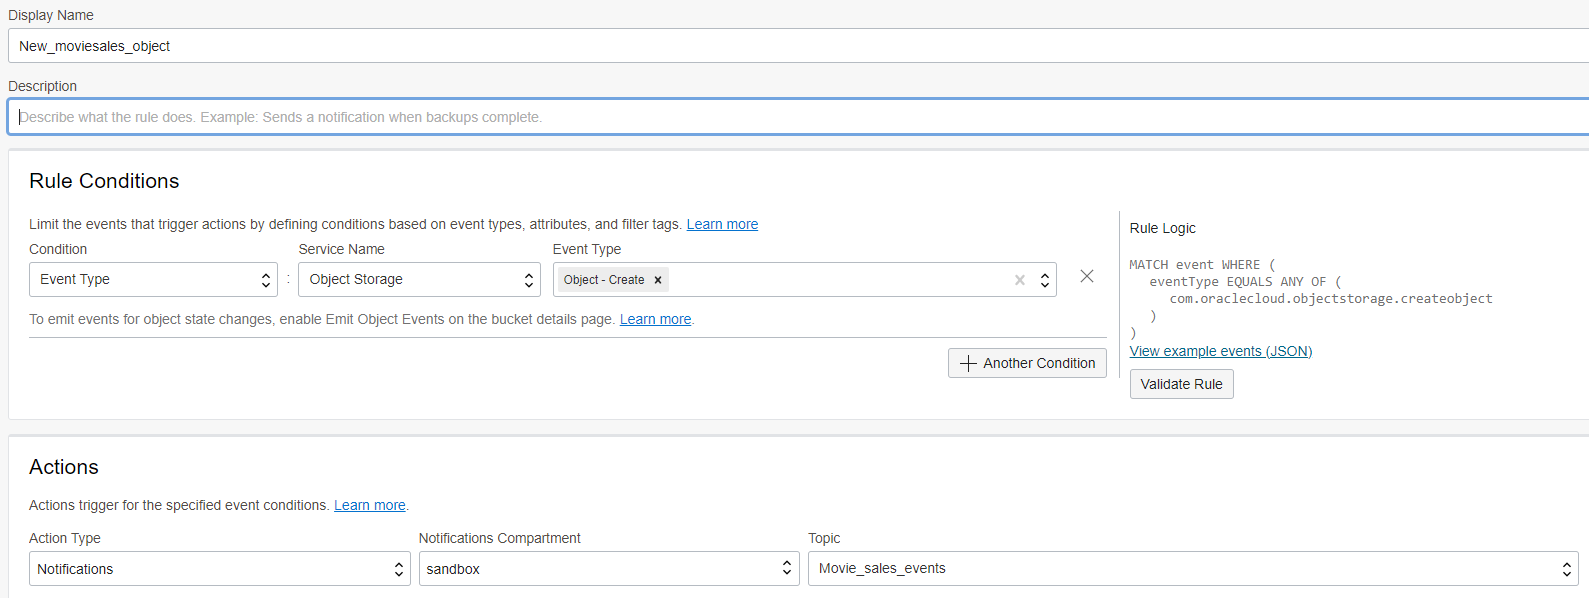 Display Name
New_moviesales_object
Description
Describe what the rule does. Example: Sends a notification when backups complete.
Rule Conditions
Limit the events that trigger actions by defining conditions based on event types, attributes, and filter tags. Learn more
Condition Service Name Event Type
Event Type : Object Storage Object - Create × ×
To emit events for object state changes, enable Emit Object Events on the bucket details page. Learn more.
Another Condition
Rule Logic
MATCH event WHERE (
eventType EQUALS ANY OF (
com.oraclecloud.objectstorage.createobject
)
)
View example events (JSON)
Validate Rule
Actions
Actions trigger for the specified event conditions. Learn more.
Action Type Notifications Compartment Topic
Notifications sandbox Movie_sales_events